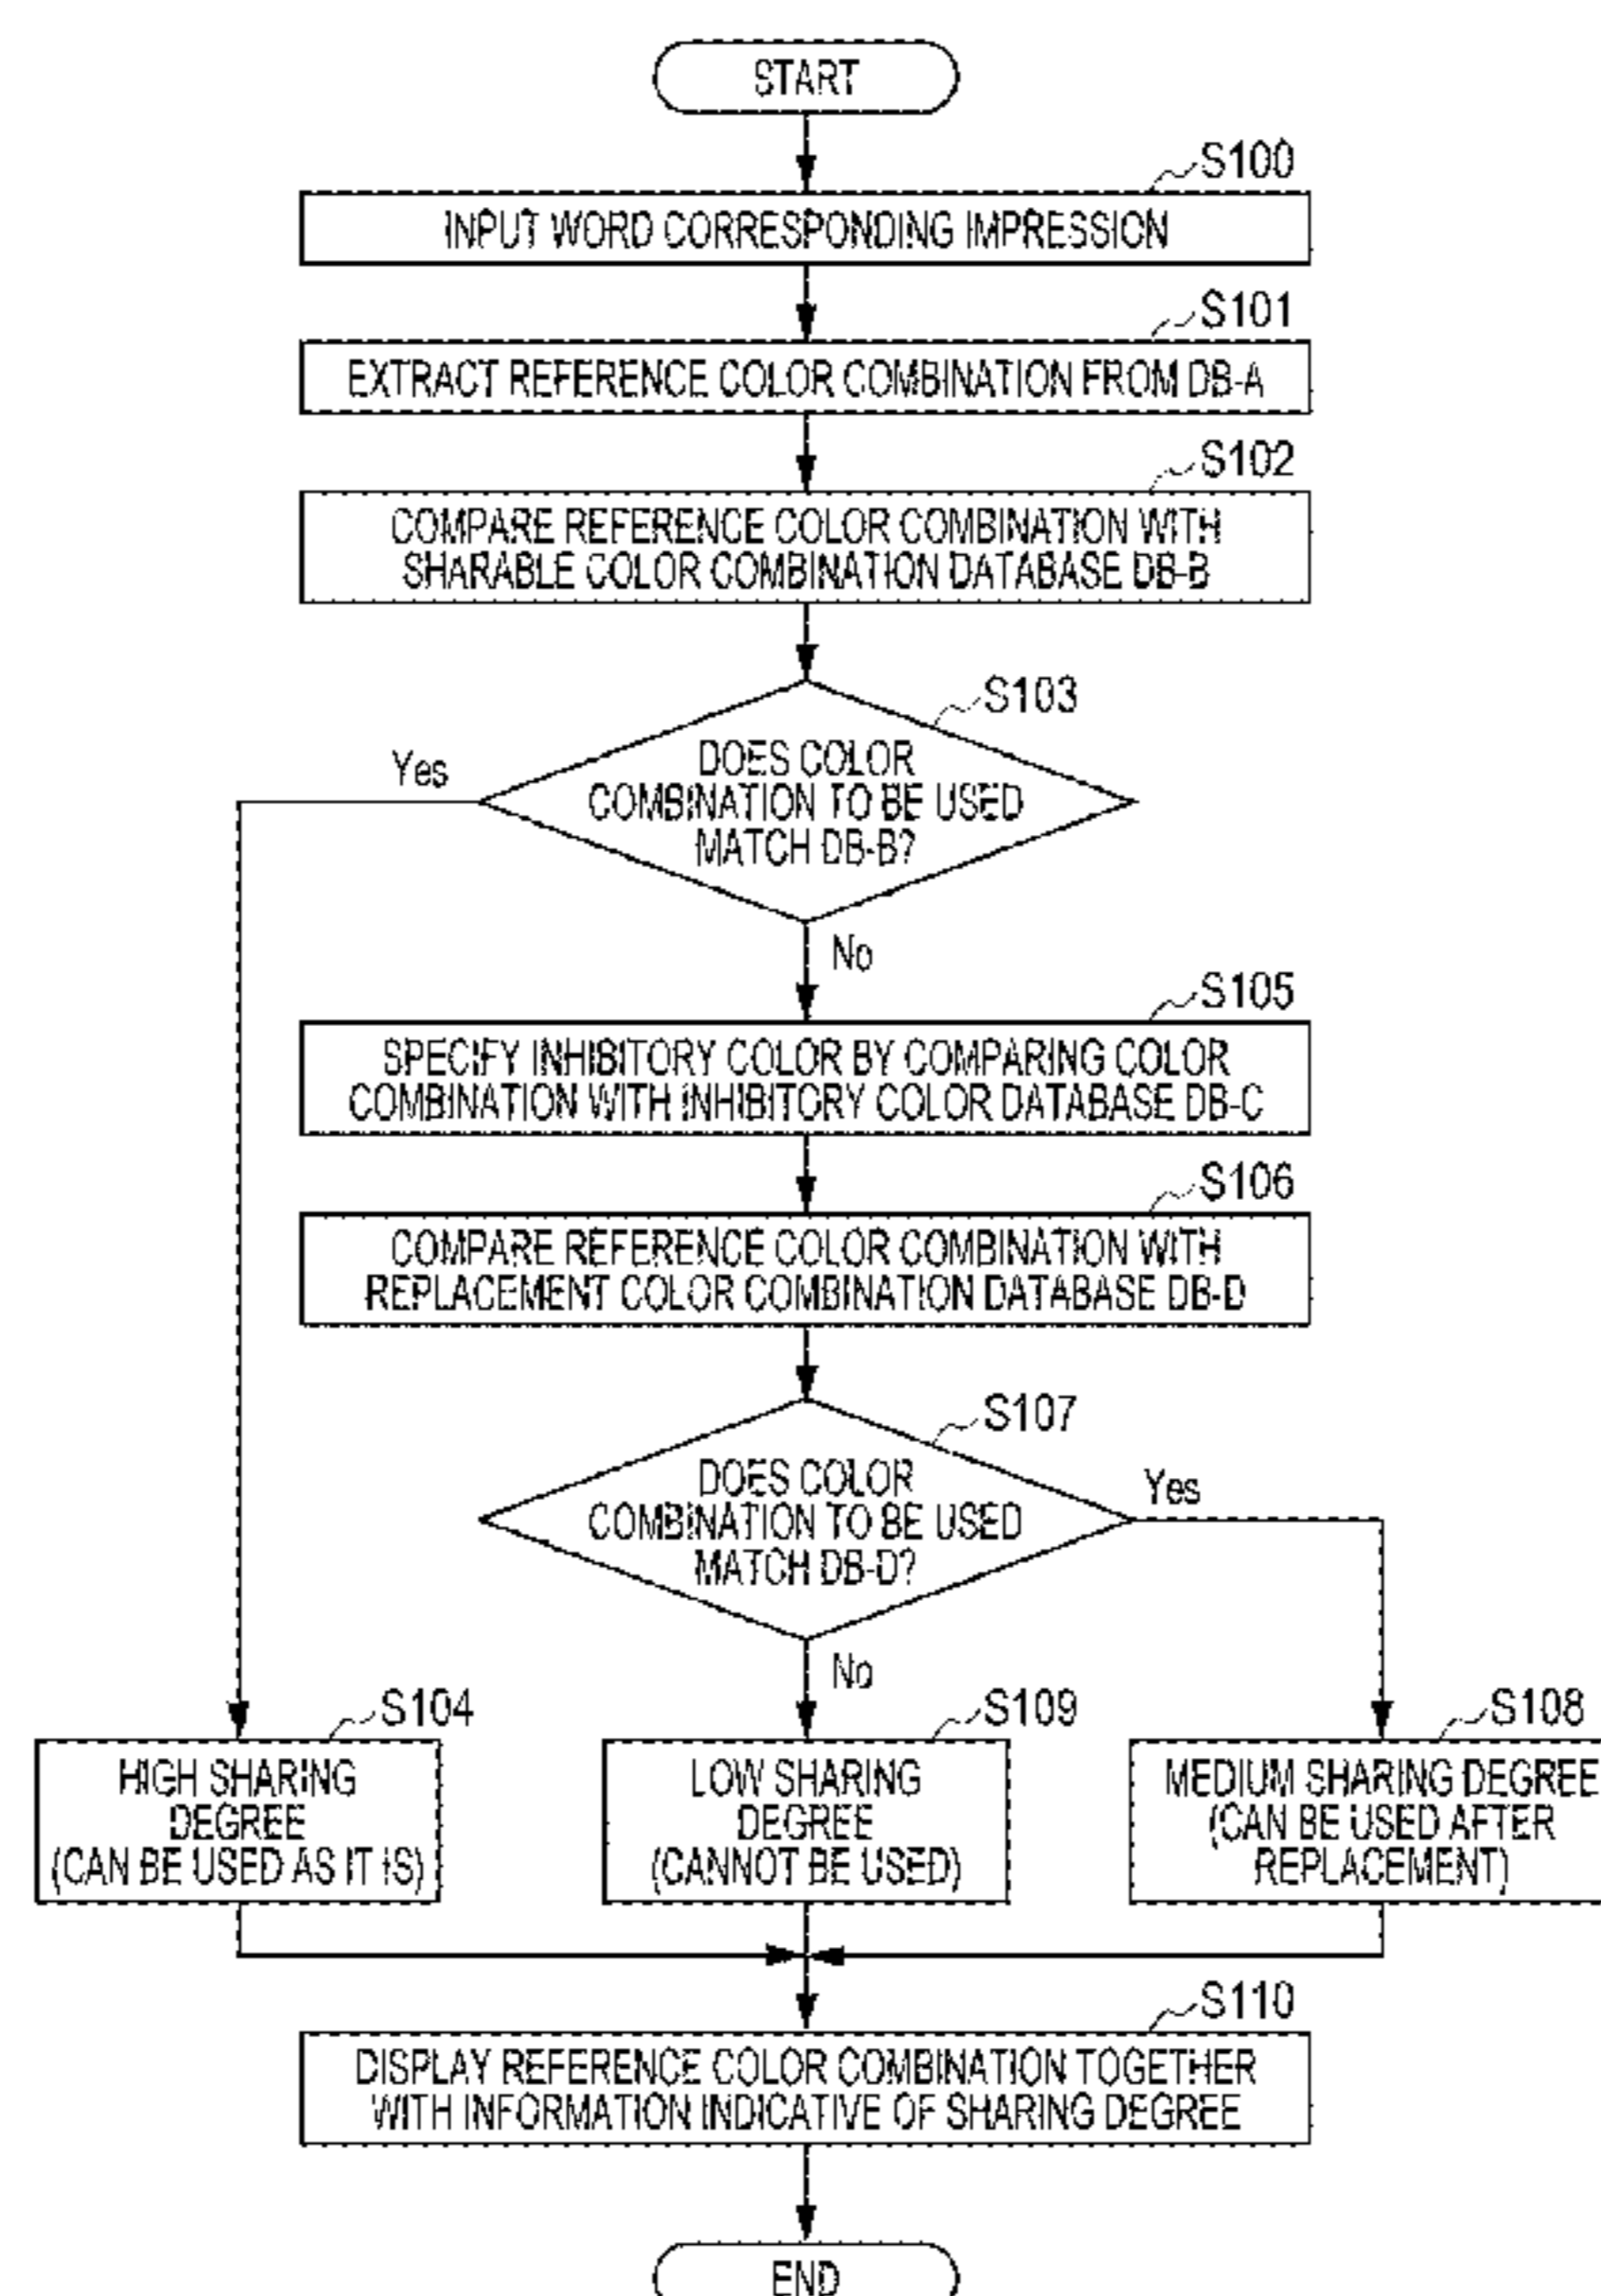 START
S100
INPUT WORD CORRESPONDING IMPRESSION
S101
EXTRACT REFERENCE COLOR COMBINATION FROM DB-A
S102
COMPARE REFERENCE COLOR COMBINATION WITH
SHARABLE COLOR COMBINATION DATABASE DB-B
S103
Yes
DOES COLOR
COMBINATION TO BE USED
MATCH DB-B?
No
S105
SPECIFY INHIBITORY COLOR BY COMPARING COLOR
COMBINATION WITH INHIBITORY COLOR DATABASE DB-C
S106
COMPARE REFERENCE COLOR COMBINATION WITH
REPLACEMENT COLOR COMBINATION DATABASE DB-D
S107
DOES COLOR
COMBINATION TO BE USED
MATCH DB-D?
Yes
No
S104
HIGH SHARING
DEGREE
(CAN BE USED AS IT IS)
S109
LOW SHARING
DEGREE
(CANNOT BE USED)
S108
MEDIUM SHARING DEGREE
(CAN BE USED AFTER
REPLACEMENT)
S110
DISPLAY REFERENCE COLOR COMBINATION TOGETHER
WITH INFORMATION INDICATIVE OF SHARING DEGREE
END